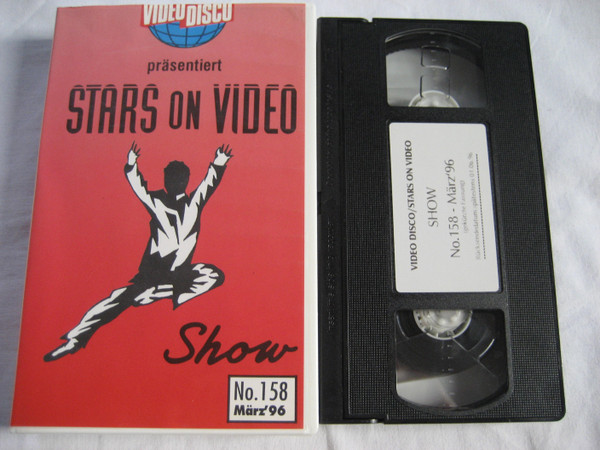 VIDEO DISCO
präsentiert
STARS ON VIDEO
Show
No.158
März'96
VIDEO DISCO/STARS ON VIDEO
SHOW
No.158 - März'96